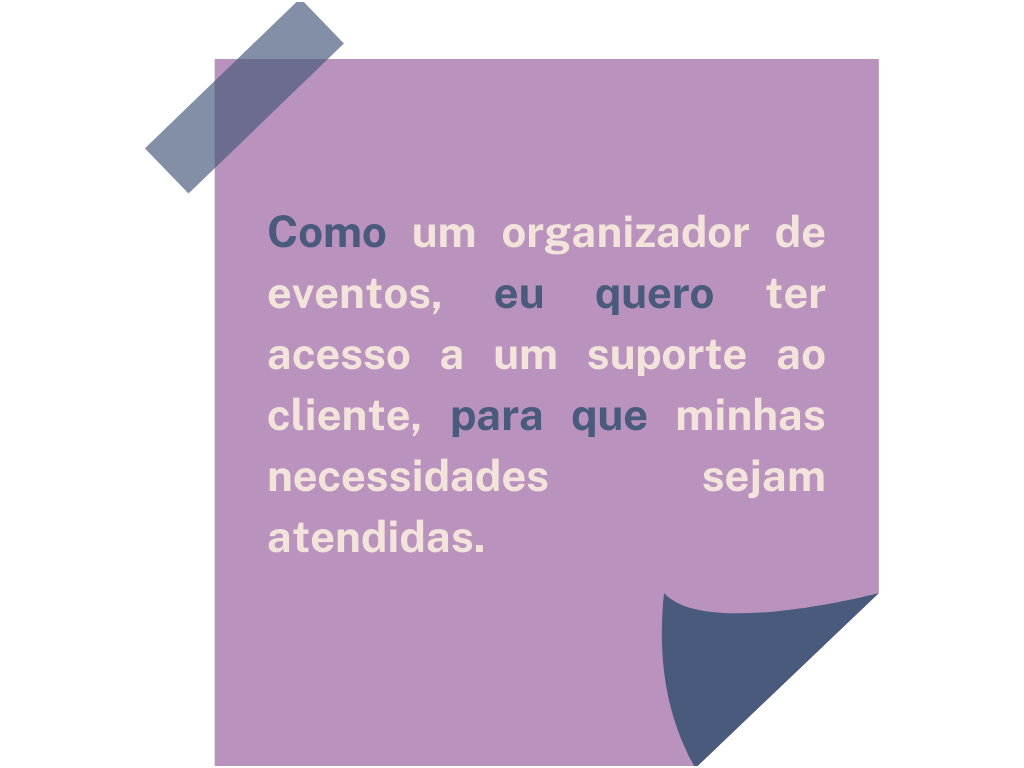 Como um organizador de
eventos, eu quero ter
acesso a um suporte ao
cliente, para que minhas
necessidades sejam
atendidas.